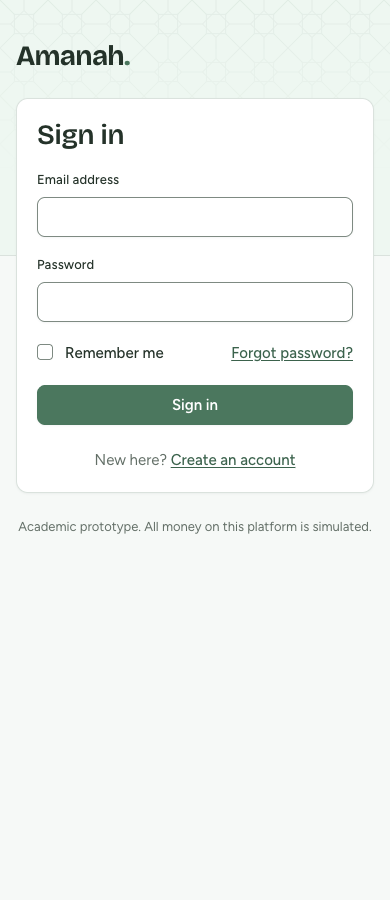 Amanah.
Sign in
Email address
Password
Remember me
Forgot password?
Sign in
New here? Create an account
Academic prototype. All money on this platform is simulated.